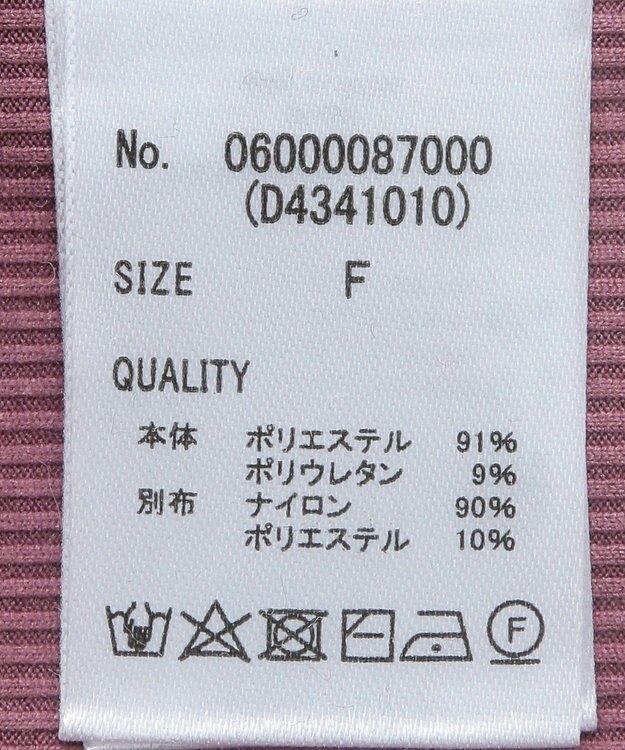 No. 06000087000
(D4341010)
SIZE F
QUALITY
本体 ポリエステル 91%
ポリウレタン 9%
別布 ナイロン 90%
ポリエステル 10%
F